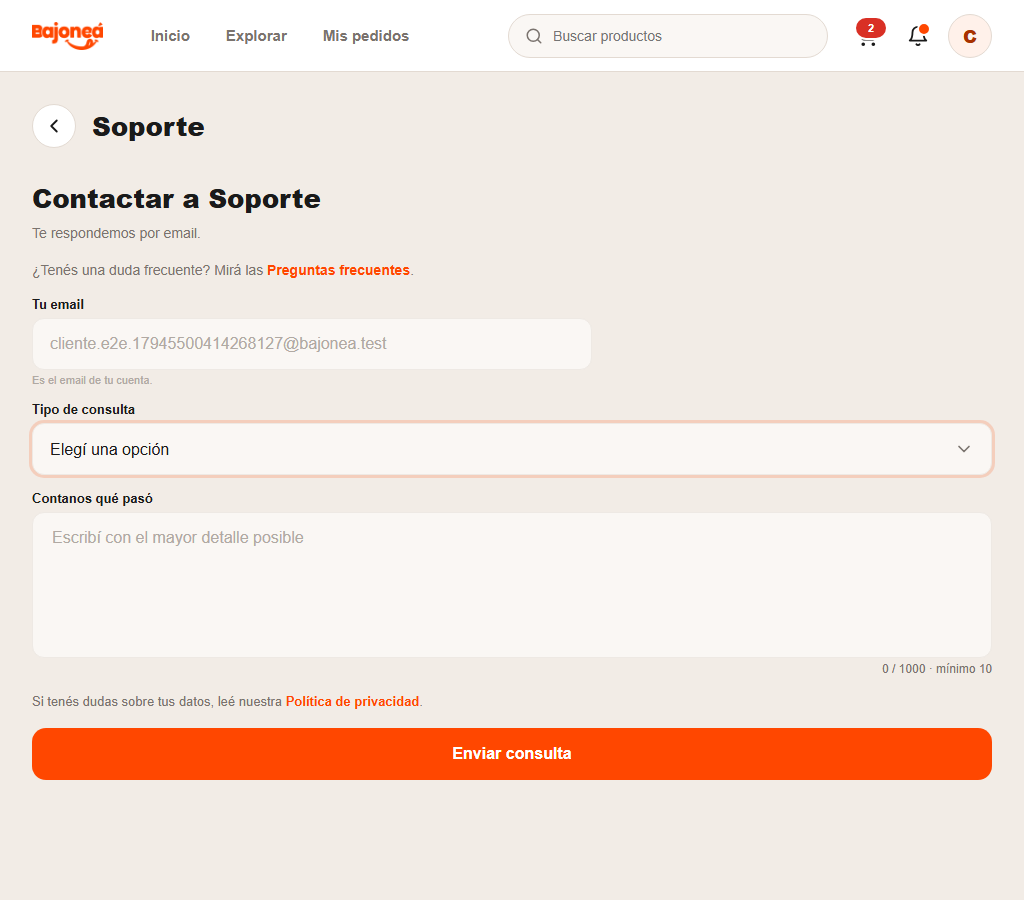 Bajoneá
Inicio
Explorar
Mis pedidos
Buscar productos
2
C
Soporte
Contactar a Soporte
Te respondemos por email.
¿Tenés una duda frecuente? Mirá las Preguntas frecuentes.
Tu email
cliente.e2e.17945500414268127@bajonea.test
Es el email de tu cuenta.
Tipo de consulta
Elegí una opción
Contanos qué pasó
Escribí con el mayor detalle posible
0 / 1000 · mínimo 10
Si tenés dudas sobre tus datos, leé nuestra Política de privacidad.
Enviar consulta